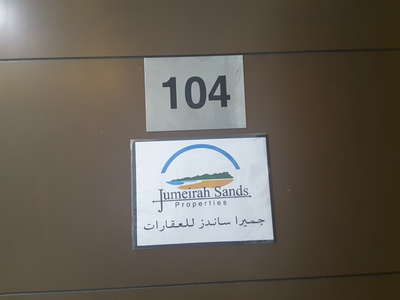 104
Jumeirah Sands
Properties
جميرا ساندز للعقارات